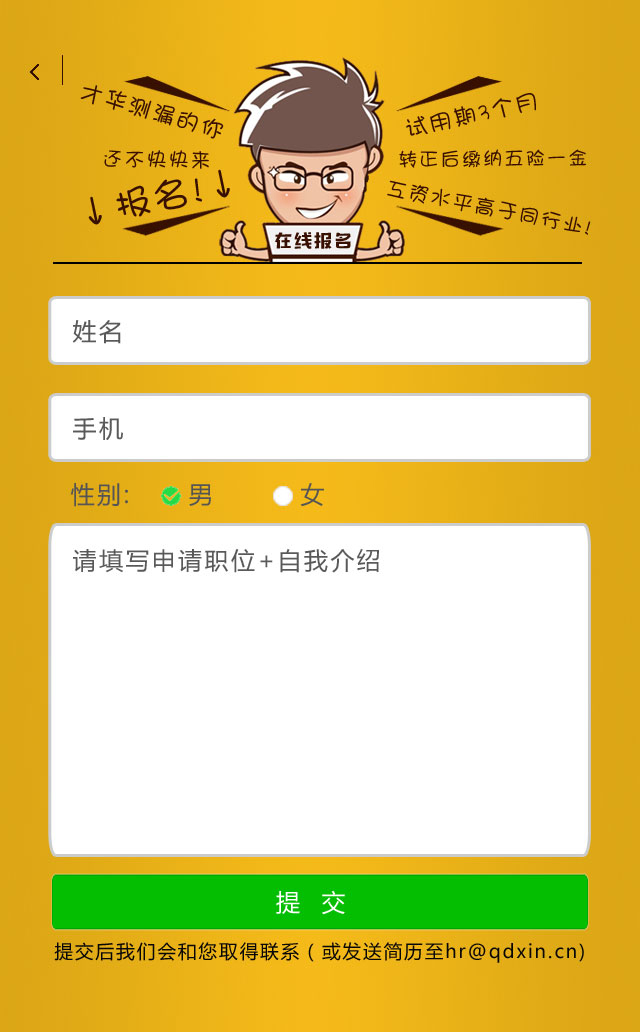 才华测漏的你
还不快快来
↓报名!↓
试用期3个月
转正后缴纳五险一金
互资水平高于同行业!
在线报名
姓名
手机
性别: 男 女
请填写申请职位+自我介绍
提 交
提交后我们会和您取得联系(或发送简历至hr@qdxin.cn)